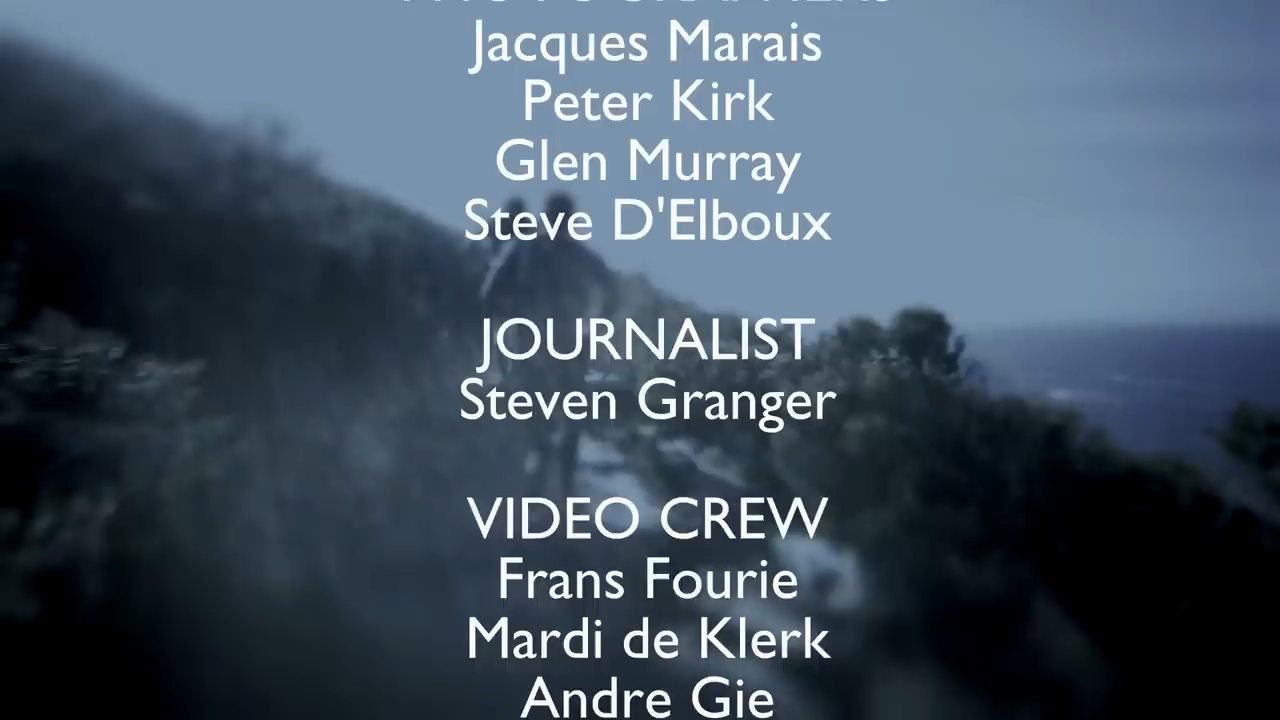 Jacques Marais
Peter Kirk
Glen Murray
Steve D'Elboux
JOURNALIST
Steven Granger
VIDEO CREW
Frans Fourie
Mardi de Klerk
Andre Gie